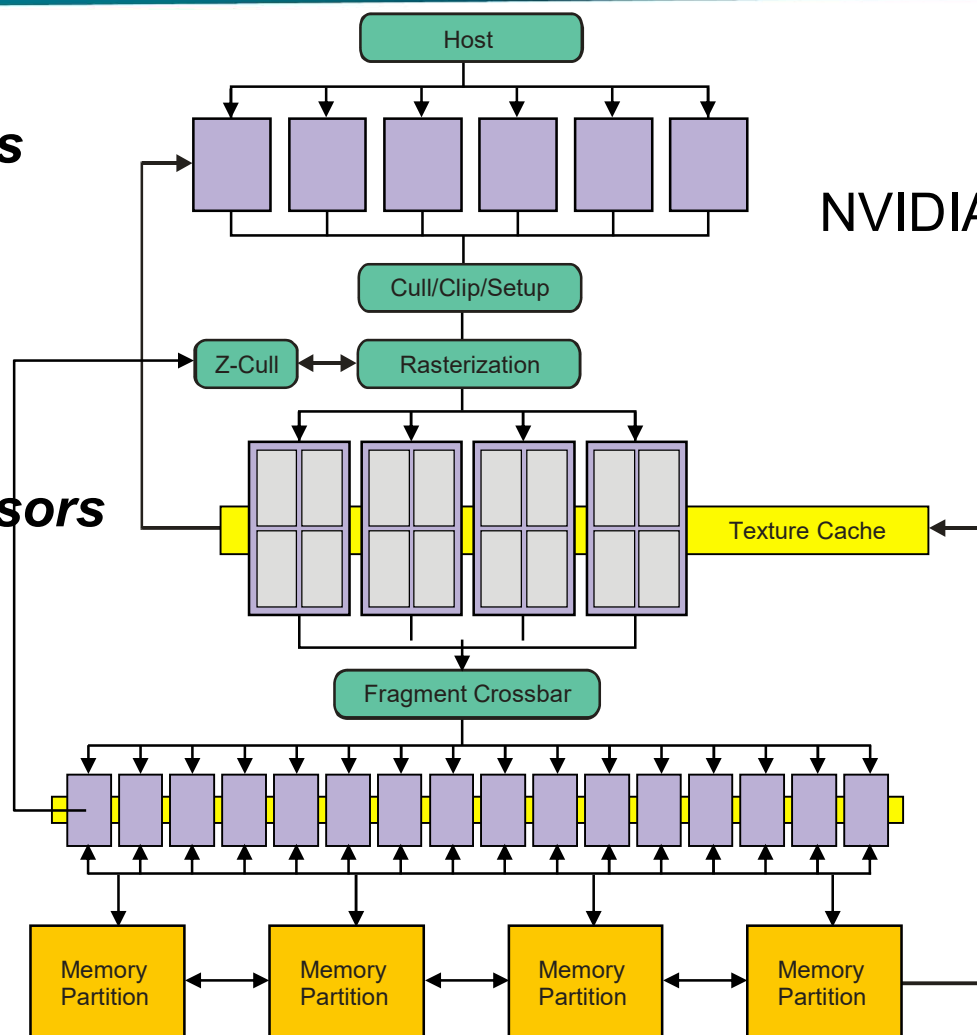 Host
s
NVIDIA
Cull/Clip/Setup
Z-Cull
Rasterization
sors
Texture Cache
Fragment Crossbar
Memory
Partition
Memory
Partition
Memory
Partition
Memory
Partition